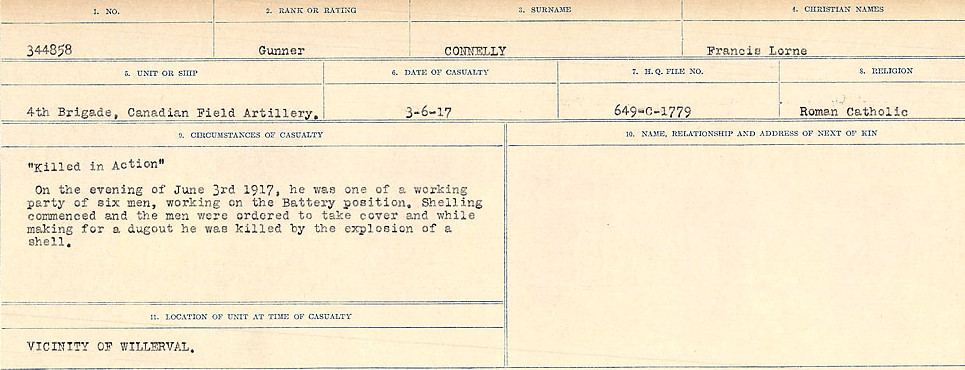 1. NO. 2. RANK OR RATING 3. SURNAME 4. CHRISTIAN NAMES
344858 Gunner CONNELLY Francis Lorne
5. UNIT OR SHIP 6. DATE OF CASUALTY 7. H.Q. FILE NO. 8. RELIGION
4th Brigade, Canadian Field Artillery. 3-6-17 649-C-1779 Roman Catholic
9. CIRCUMSTANCES OF CASUALTY 10. NAME, RELATIONSHIP AND ADDRESS OF NEXT OF KIN
"Killed in Action"
On the evening of June 3rd 1917, he was one of a working
party of six men, working on the Battery position. Shelling
commenced and the men were ordered to take cover and while
making for a dugout he was killed by the explosion of a
shell.
11. LOCATION OF UNIT AT TIME OF CASUALTY
VICINITY OF WILLERVAL.